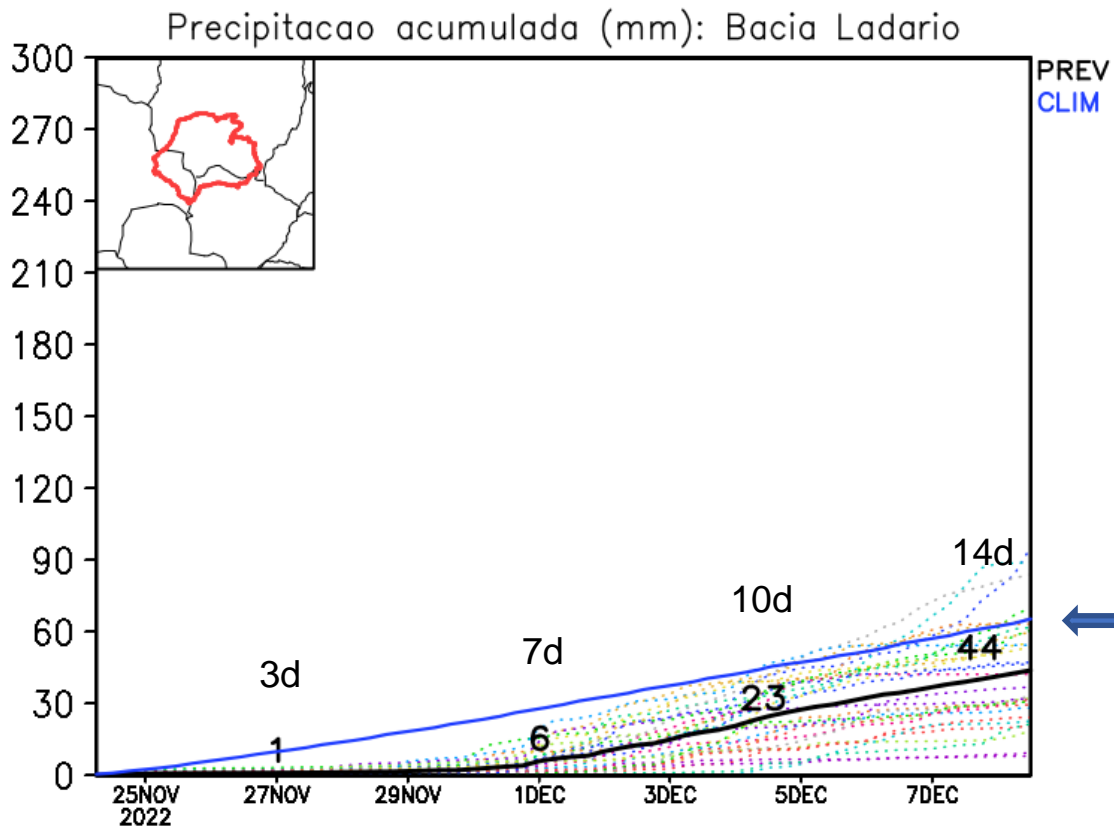 Precipitacao acumulada (mm): Bacia Ladario
300
270
240
210
180
150
120
90
60
30
0
PREV
CLIM
3d
7d
10d
14d
1
6
23
44
25NOV
2022
27NOV
29NOV
1DEC
3DEC
5DEC
7DEC